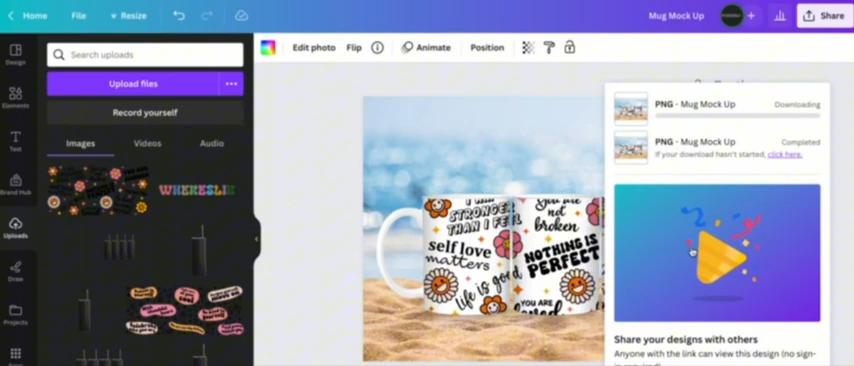 Home File Resize Mug Mock Up Share
Search uploads
Edit photo Flip Animate Position
Upload files
Record yourself
Images Videos Audio
Design
Elements
Text
Brand Hub
Uploads
Draw
Projects
WHERESLIKE
I AM
STRONGER
THAN I FEEL
self love
matters
life is good
You are
not
broken
NOTHING IS
PERFECT
YOU ARE
loved
PNG - Mug Mock Up Downloading
PNG - Mug Mock Up Completed
If your download hasn't started, click here.
Share your designs with others
Anyone with the link can view this design (no sign-